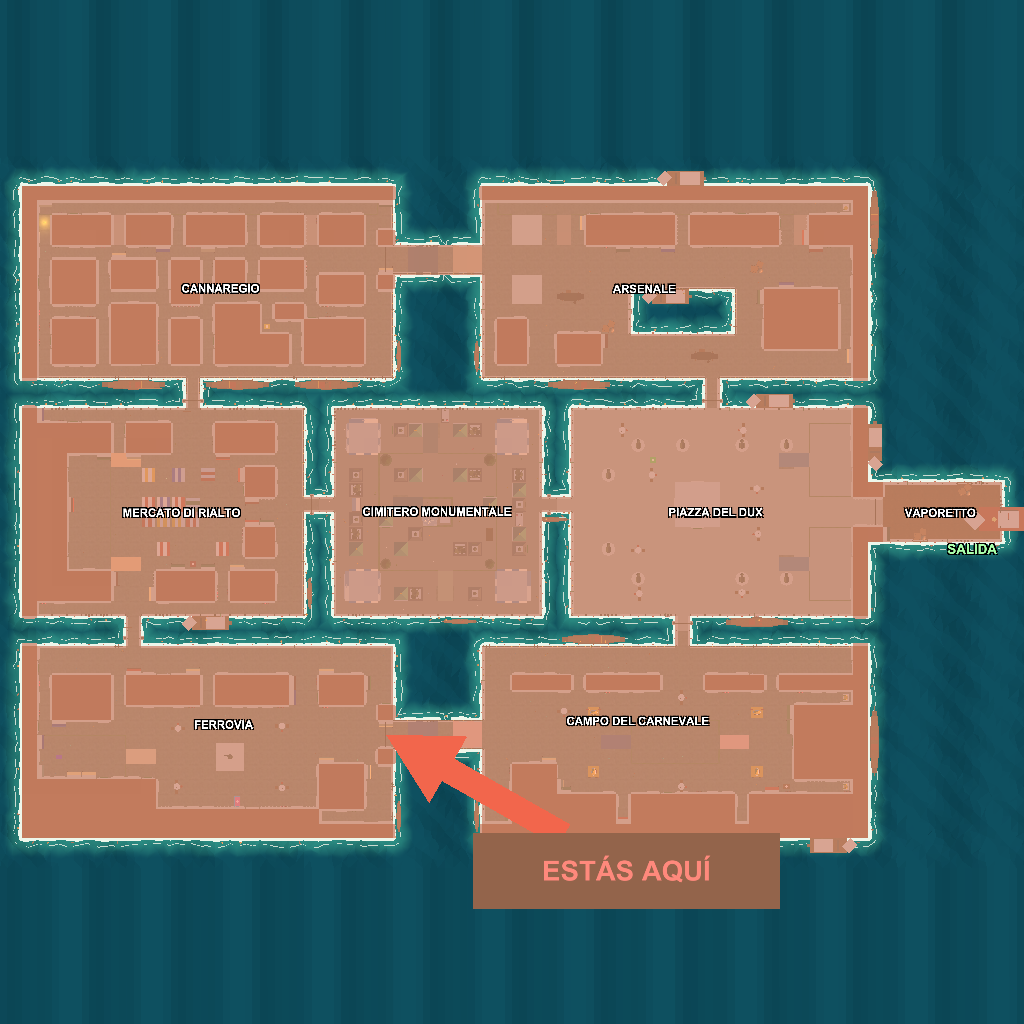 CANNAREGIO
ARSENALE
MERCATO DI RIALTO
CIMITERO MONUMENTALE
PIAZZA DEL DUX
VAPORETTO
SALIDA
FERROVIA
CAMPO DEL CARNEVALE
ESTÁS AQUÍ